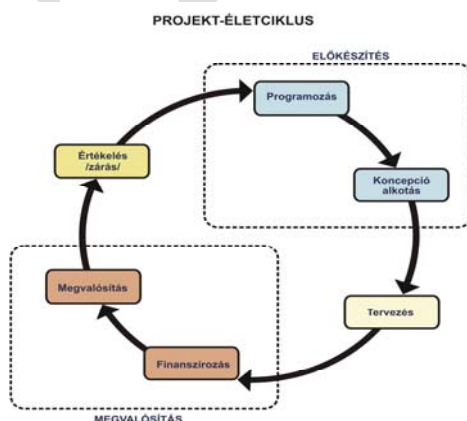 PROJEKT-ÉLETCIKLUS
ELŐKÉSZÍTÉS
Programozás
Értékelés
/zárás/
Koncepció
alkotás
Megvalósítás
Tervezés
Finanszírozás
MEGVALÓSÍTÁS